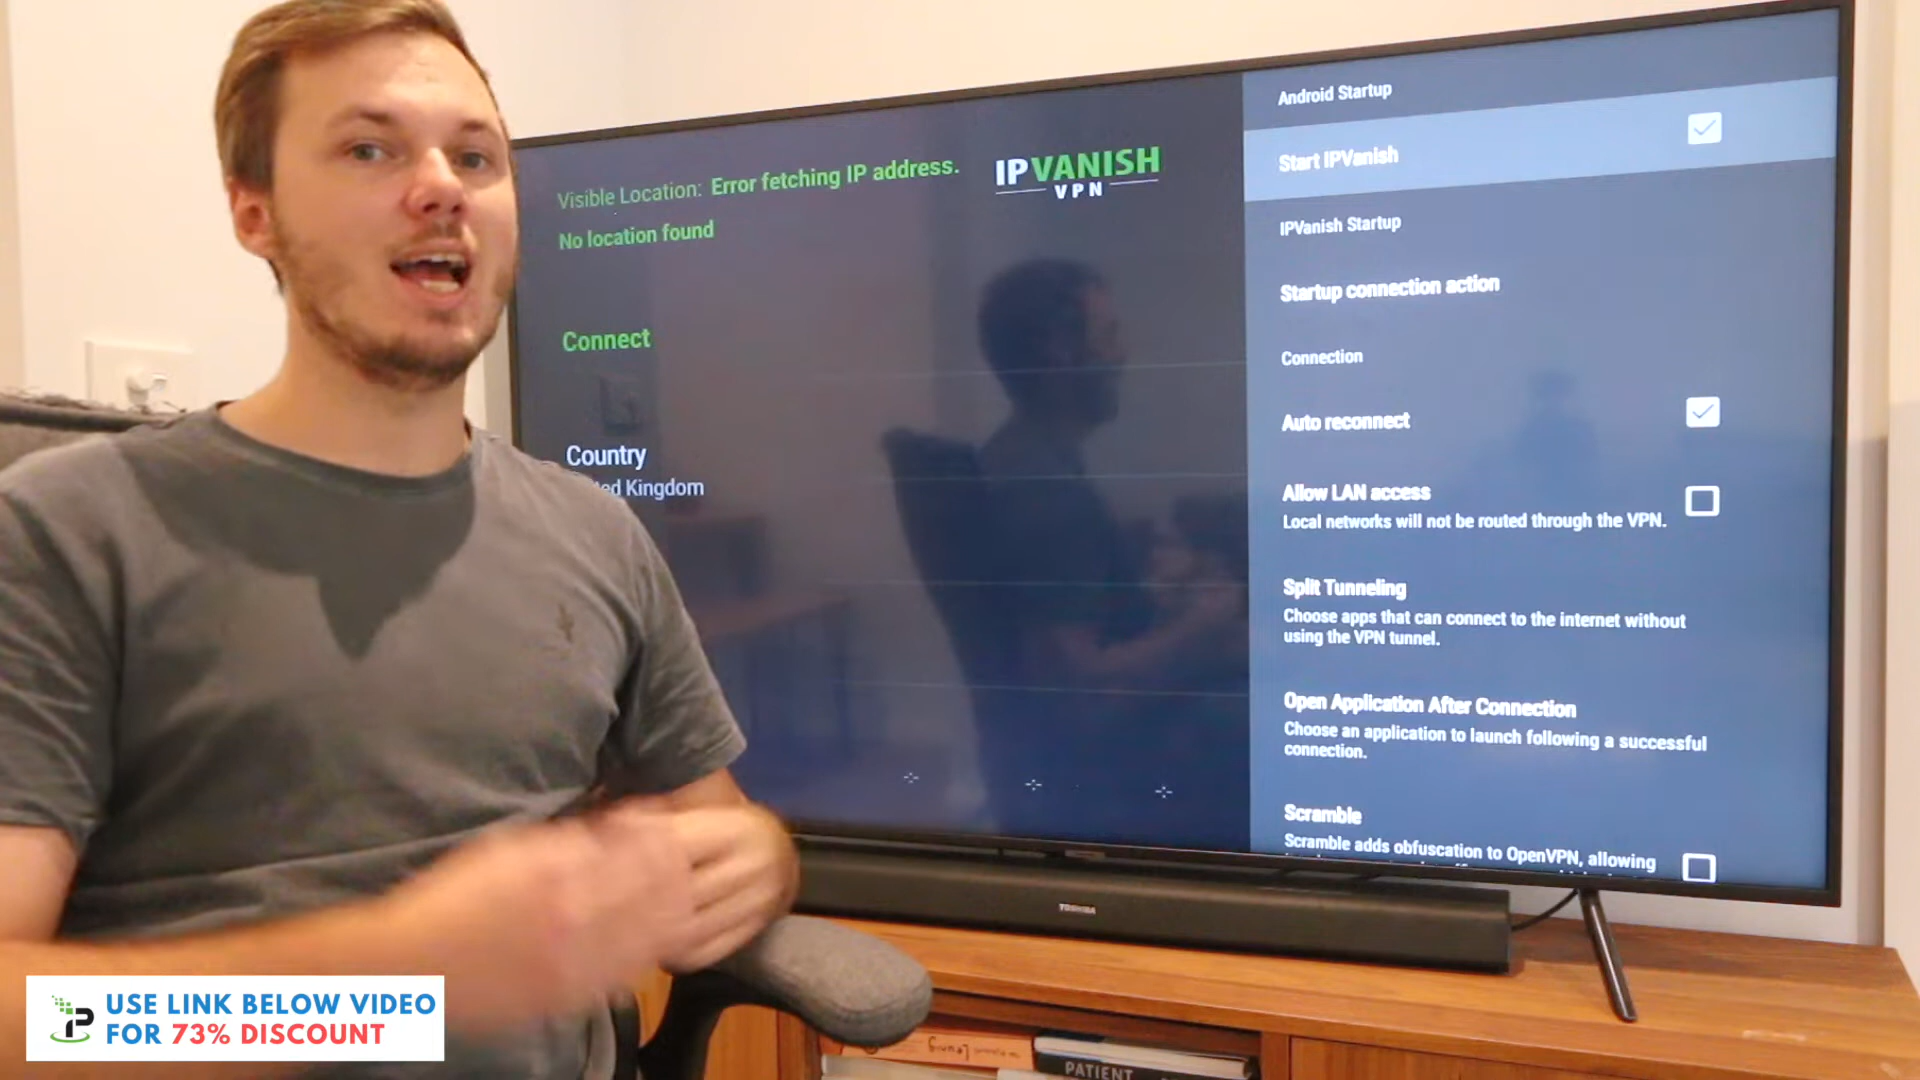 Visible Location: Error fetching IP address.
No location found
IPVANISH
VPN
Connect
Country
ed Kingdom
Android Startup
Start IPVanish
IPVanish Startup
Startup connection action
Connection
Auto reconnect
Allow LAN access
Local networks will not be routed through the VPN.
Split Tunneling
Choose apps that can connect to the internet without
using the VPN tunnel.
Open Application After Connection
Choose an application to launch following a successful
connection.
Scramble
Scramble adds obfuscation to OpenVPN, allowing
TOSHIBA
PATIENT
IP
USE LINK BELOW VIDEO
FOR 73% DISCOUNT